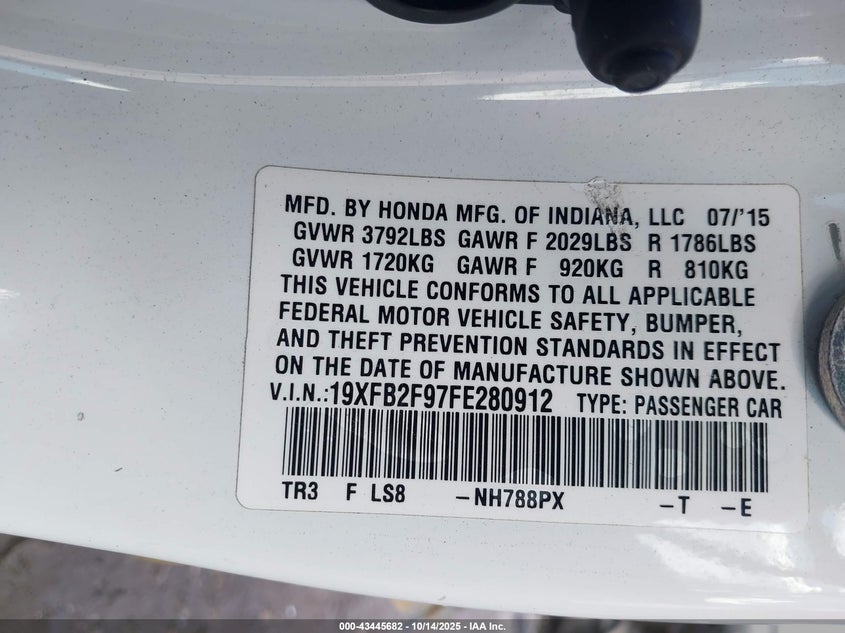 MFD. BY HONDA MFG. OF INDIANA, LLC 07/'15
GVWR 3792LBS GAWR F 2029LBS R 1786LBS
GVWR 1720KG GAWR F 920KG R 810KG
THIS VEHICLE CONFORMS TO ALL APPLICABLE
FEDERAL MOTOR VEHICLE SAFETY, BUMPER,
AND THEFT PREVENTION STANDARDS IN EFFECT
ON THE DATE OF MANUFACTURE SHOWN ABOVE.
V.I.N.:19XFB2F97FE280912 TYPE: PASSENGER CAR
TR3 F LS8 -NH788PX -T -E
000-43445682 - 10/14/2025 - IAA Inc.